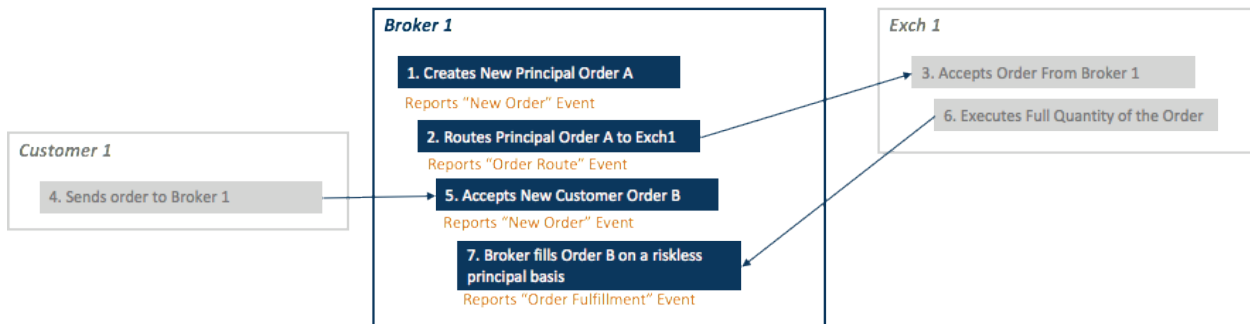 Broker 1
Exch 1
1. Creates New Principal Order A
3. Accepts Order From Broker 1
Reports “New Order” Event
6. Executes Full Quantity of the Order
2. Routes Principal Order A to Exch1
Customer 1
Reports “Order Route” Event
4. Sends order to Broker 1
5. Accepts New Customer Order B
Reports “New Order” Event
7. Broker fills Order B on a riskless
principal basis
Reports “Order Fulfillment” Event